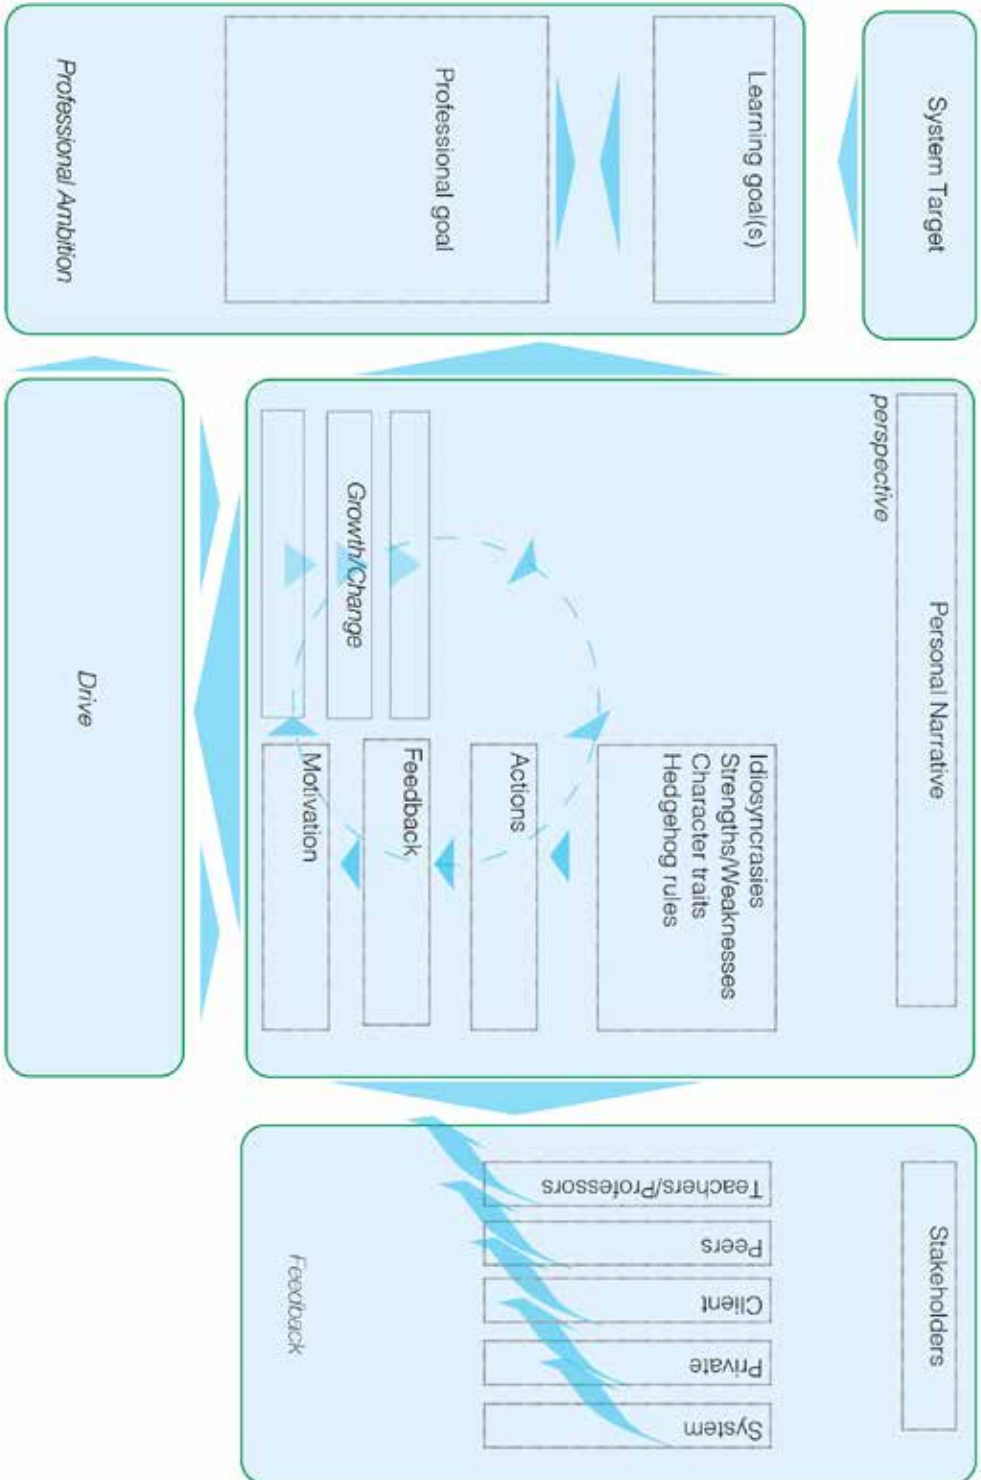 System Target
Learning goal(s)
Professional goal
Professional Ambition
Personal Narrative
perspective
Idiosyncrasies
Strengths/Weaknesses
Character traits
Hedgehog rules
Actions
Feedback
Motivation
Growth/Change
Drive
Stakeholders
Teachers/Professors
Peers
Client
Private
System
Feedback